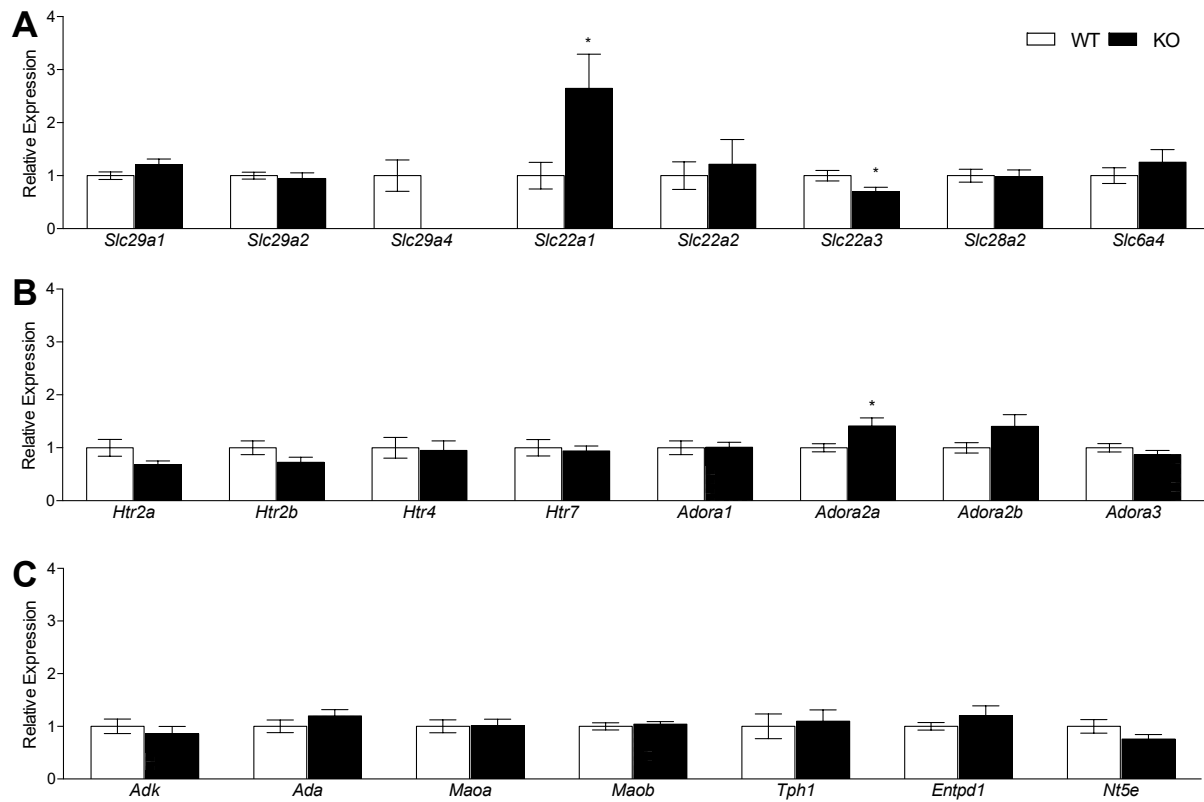 A
4
WT KO
3
2
1
0
Relative Expression
*
*
Slc29a1 Slc29a2 Slc29a4 Slc22a1 Slc22a2 Slc22a3 Slc28a2 Slc6a4
B
4
3
2
1
0
Relative Expression
*
Htr2a Htr2b Htr4 Htr7 Adora1 Adora2a Adora2b Adora3
C
4
3
2
1
0
Relative Expression
Adk Ada Maoa Maob Tph1 Entpd1 Nt5e